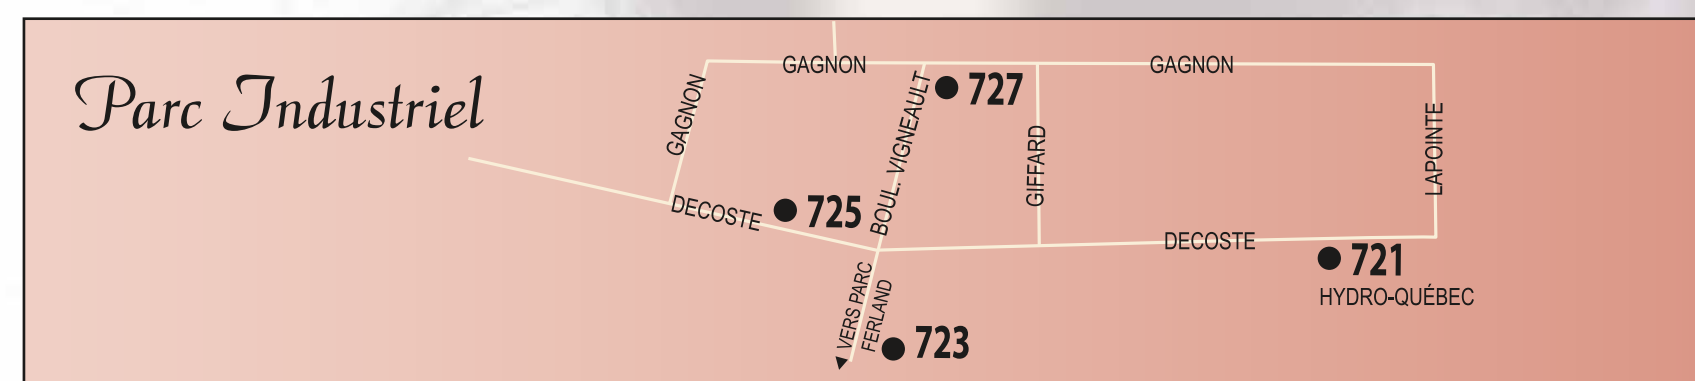 Parc Industriel
GAGNON
GAGNON
GAGNON
BOUL. VIGNEAULT
727
GIFFARD
LAPOINTE
DECOSTE
725
DECOSTE
721
HYDRO-QUÉBEC
VERS PARC
FERLAND
723